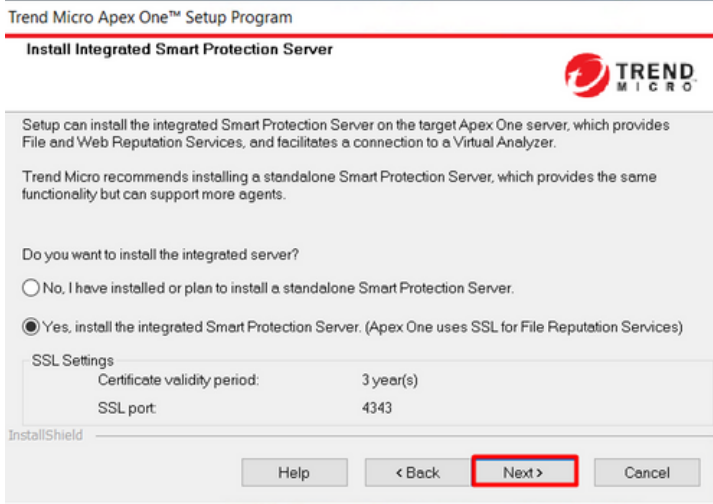 Trend Micro Apex One™ Setup Program
Install Integrated Smart Protection Server
TREND
MICRO
Setup can install the integrated Smart Protection Server on the target Apex One server, which provides
File and Web Reputation Services, and facilitates a connection to a Virtual Analyzer.
Trend Micro recommends installing a standalone Smart Protection Server, which provides the same
functionality but can support more agents.
Do you want to install the integrated server?
No, I have installed or plan to install a standalone Smart Protection Server.
Yes, install the integrated Smart Protection Server. (Apex One uses SSL for File Reputation Services)
SSL Settings
Certificate validity period: 3 year(s)
SSL port: 4343
InstallShield
Help < Back Next > Cancel